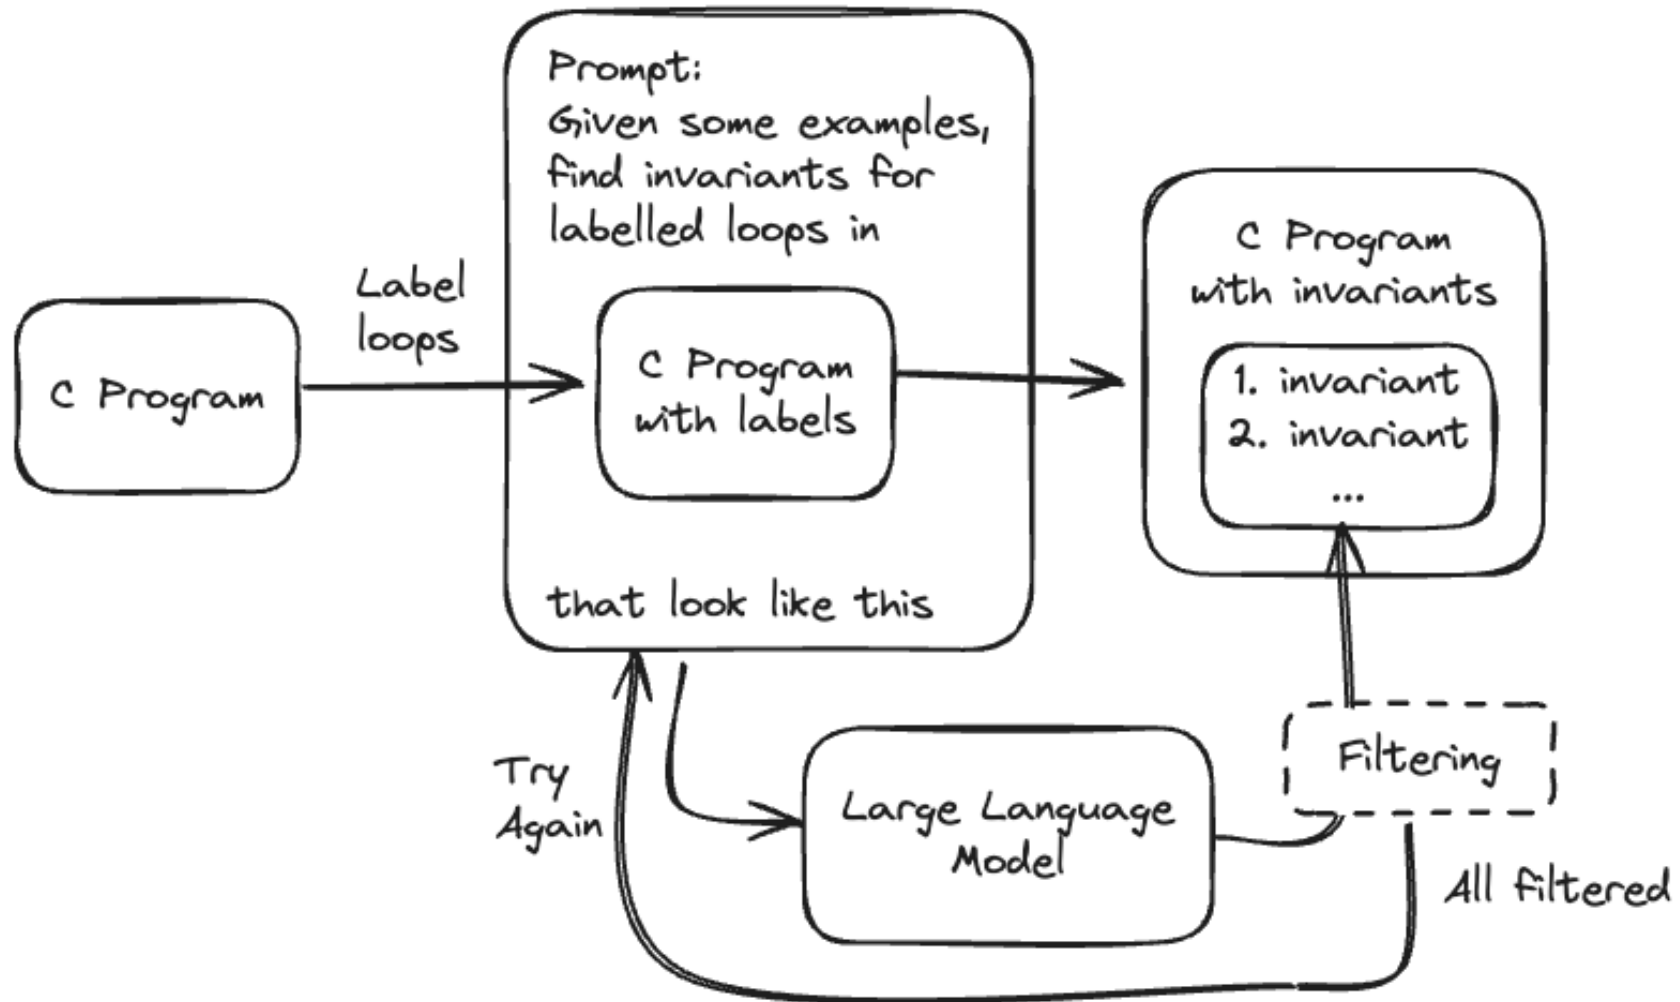 C Program
Label
loops
Prompt:
Given some examples,
find invariants for
labelled loops in
C Program
with labels
that look like this
C Program
with invariants
1. invariant
2. invariant
...
Try
Again
Large Language
Model
Filtering
All filtered